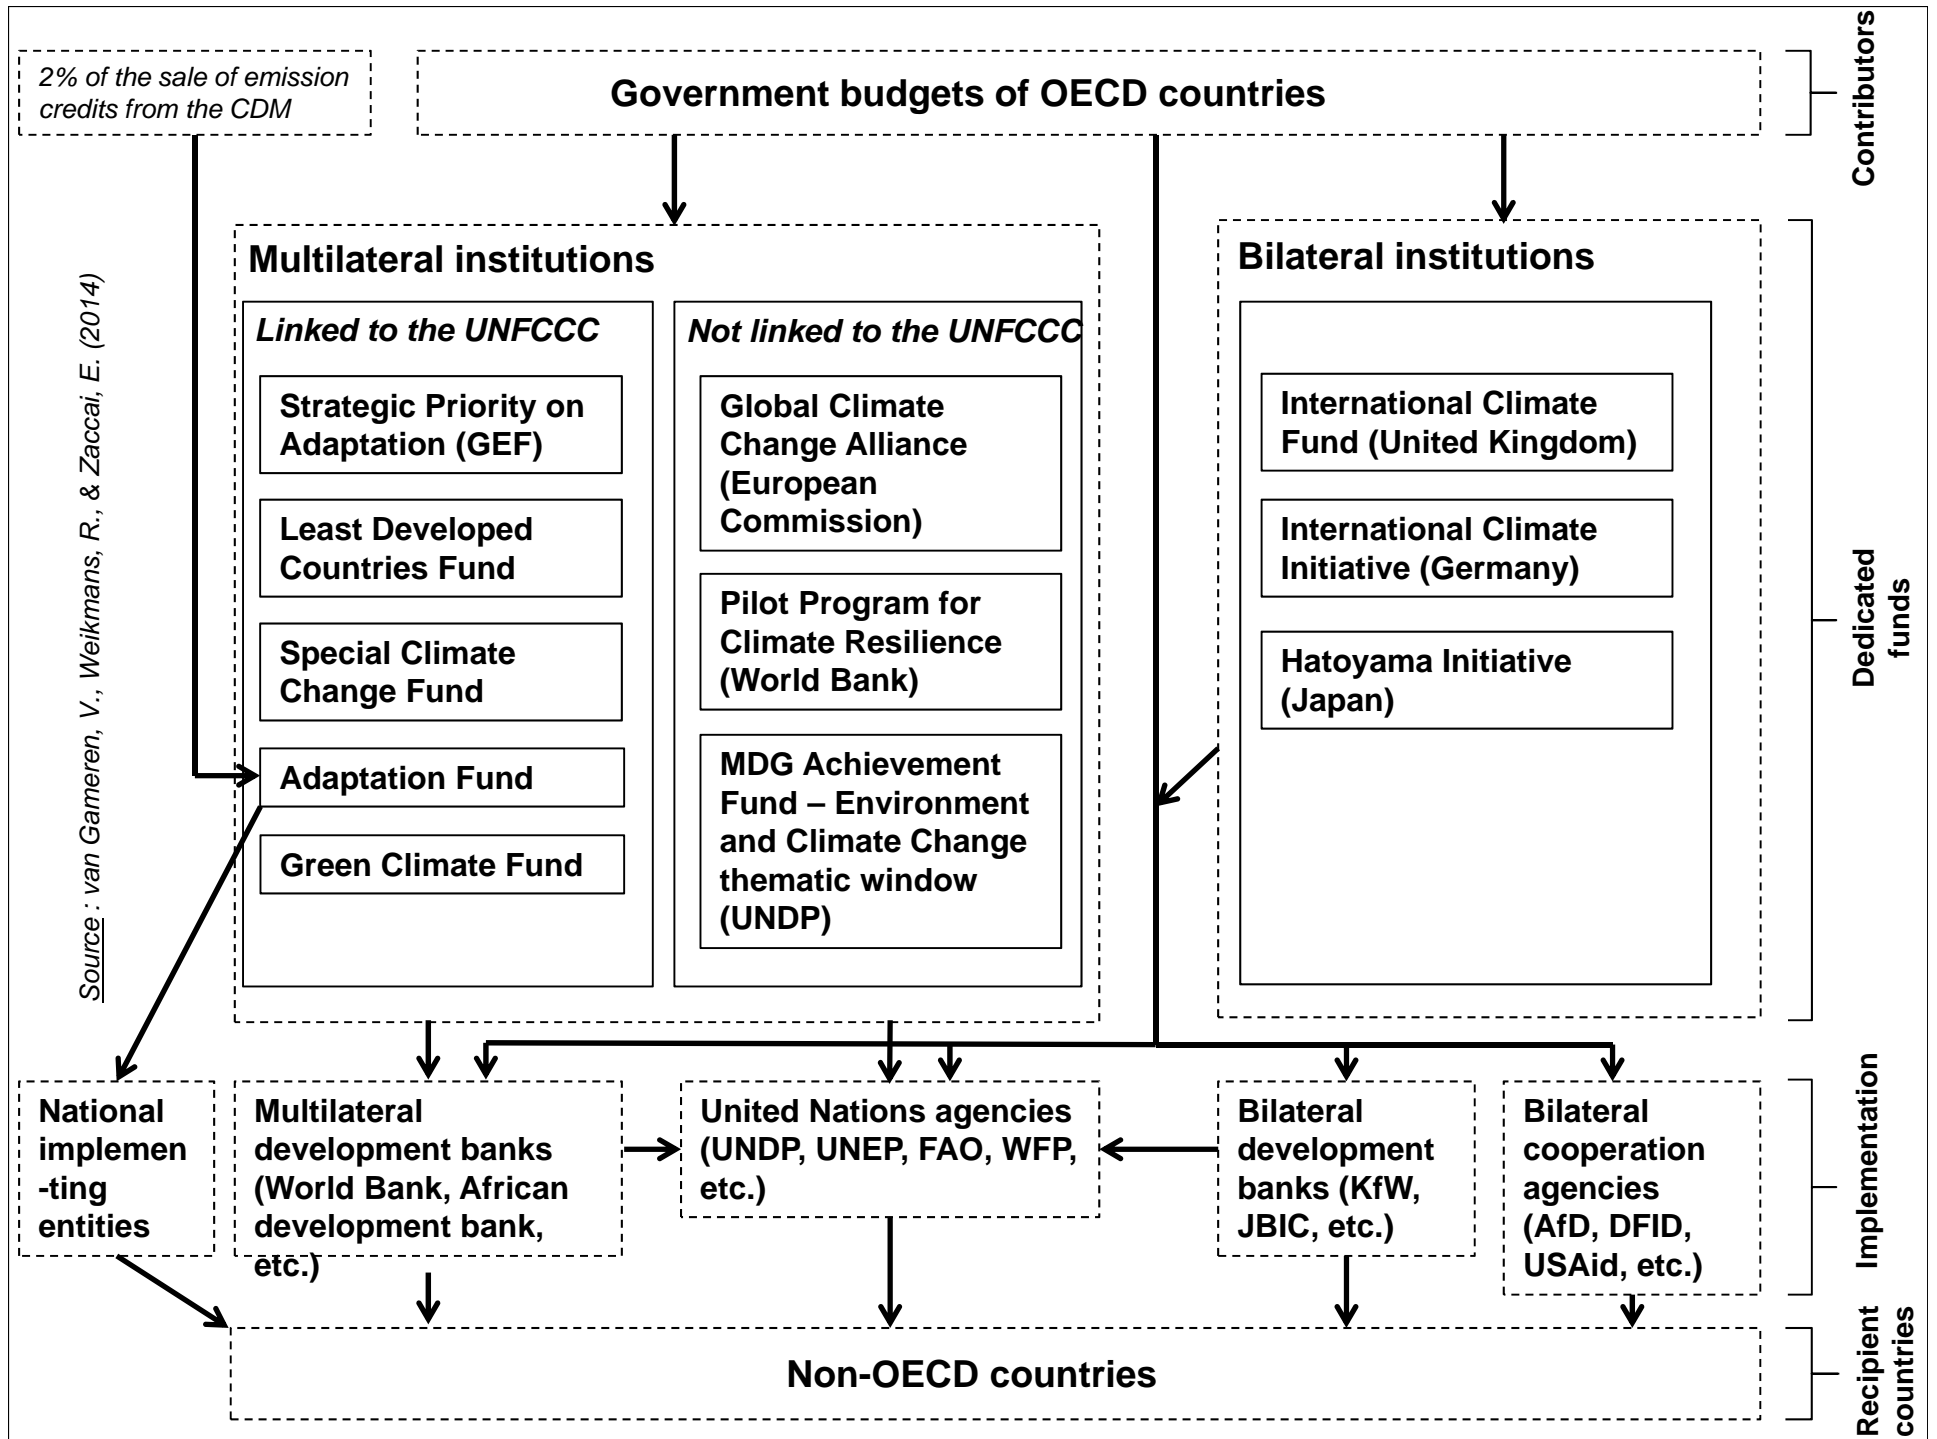 2% of the sale of emission
credits from the CDM
Government budgets of OECD countries
Contributors
Multilateral institutions
Linked to the UNFCCC
Strategic Priority on
Adaptation (GEF)
Least Developed
Countries Fund
Special Climate
Change Fund
Adaptation Fund
Green Climate Fund
Not linked to the UNFCCC
Global Climate
Change Alliance
(European
Commission)
Pilot Program for
Climate Resilience
(World Bank)
MDG Achievement
Fund – Environment
and Climate Change
thematic window
(UNDP)
Bilateral institutions
International Climate
Fund (United Kingdom)
International Climate
Initiative (Germany)
Hatoyama Initiative
(Japan)
Dedicated
funds
Source : van Gameren, V., Weikmans, R., & Zaccai, E. (2014)
National
implemen
-ting
entities
Multilateral
development banks
(World Bank, African
development bank,
etc.)
United Nations agencies
(UNDP, UNEP, FAO, WFP,
etc.)
Bilateral
development
banks (KfW,
JBIC, etc.)
Bilateral
cooperation
agencies
(AfD, DFID,
USAid, etc.)
Implementation
Non-OECD countries
Recipient
countries